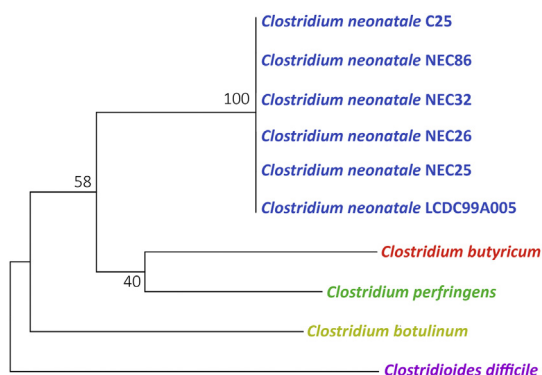 Clostridium neonatale C25
Clostridium neonatale NEC86
100
Clostridium neonatale NEC32
Clostridium neonatale NEC26
Clostridium neonatale NEC25
58
Clostridium neonatale LCDC99A005
Clostridium butyricum
40
Clostridium perfringens
Clostridium botulinum
Clostridioides difficile